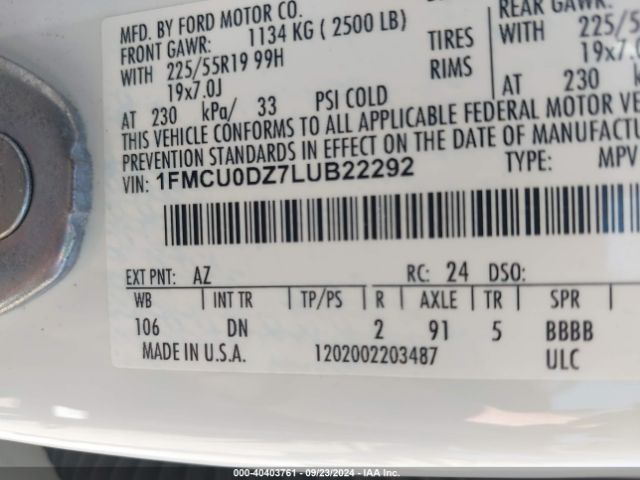 MFD. BY FORD MOTOR CO.
FRONT GAWR: 1134 KG ( 2500 LB)
WITH 225/55R19 99H TIRES
19x7.0J RIMS
AT 230 kPa/ 33 PSI COLD
REAR GAWR:
WITH 225/5
19x7.0
AT 230
THIS VEHICLE CONFORMS TO ALL APPLICABLE FEDERAL MOTOR VE
PREVENTION STANDARDS IN EFFECT ON THE DATE OF MANUFACTURE
VIN: 1FMCU0DZ7LUB22292 TYPE: MPV
EXT PNT: AZ RC: 24 DSO:
WB INT TR TP/PS R AXLE TR SPR
106 DN 2 91 5 BBBB
MADE IN U.S.A. 1202002203487 ULC
000-40403761 - 09/23/2024 - IAA Inc.